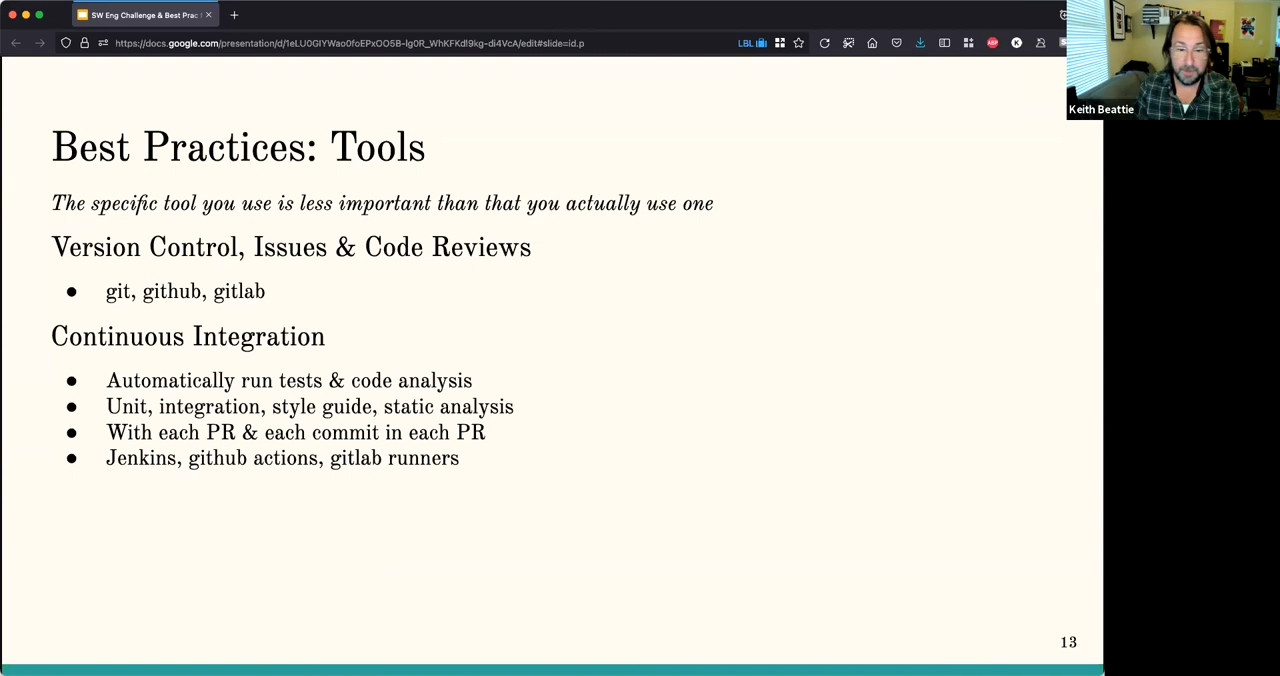 SW Eng Challenge & Best Prac
https://docs.google.com/presentation/d/1eLU0GIYWao0foEPxOO5B-Ig0R_WhKFKdI9kg-di4VcA/edit#slide=id.p
LBL
ABP
K
Keith Beattie
Best Practices: Tools
The specific tool you use is less important than that you actually use one
Version Control, Issues & Code Reviews
● git, github, gitlab
Continuous Integration
● Automatically run tests & code analysis
● Unit, integration, style guide, static analysis
● With each PR & each commit in each PR
● Jenkins, github actions, gitlab runners
13